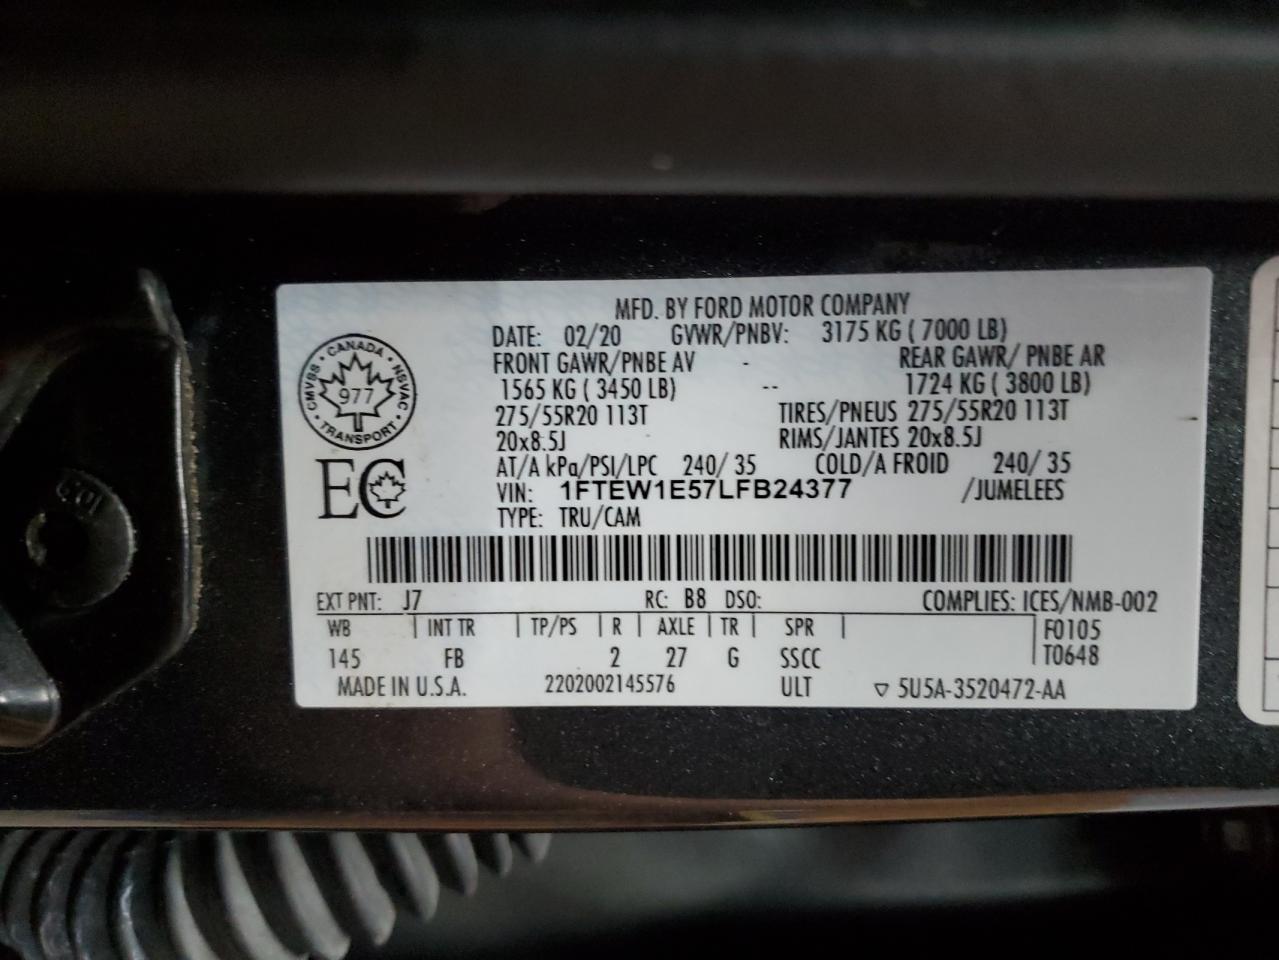 MFD. BY FORD MOTOR COMPANY
DATE: 02/20 GVWR/PNBV: 3175 KG ( 7000 LB)
FRONT GAWR/PNBE AV - REAR GAWR/ PNBE AR
1565 KG ( 3450 LB) -- 1724 KG ( 3800 LB)
275/55R20 113T TIRES/PNEUS 275/55R20 113T
20x8.5J - RIMS/JANTES 20x8.5J
AT/A kPa/PSI/LPC 240/ 35 COLD/A FROID 240/ 35
VIN: 1FTEW1E57LFB24377 /JUMELEES
TYPE: TRU/CAM
CANADA • NSVAC • TRANSPORT • CMVSS •
977
EC
EXT PNT: J7 RC: B8 DSO: COMPLIES: ICES/NMB-002
WB | INT TR | TP/PS | R | AXLE | TR | SPR | F0105
145 FB 2 27 G SSCC T0648
MADE IN U.S.A. 2202002145576 ULT ▽ 5U5A-3520472-AA